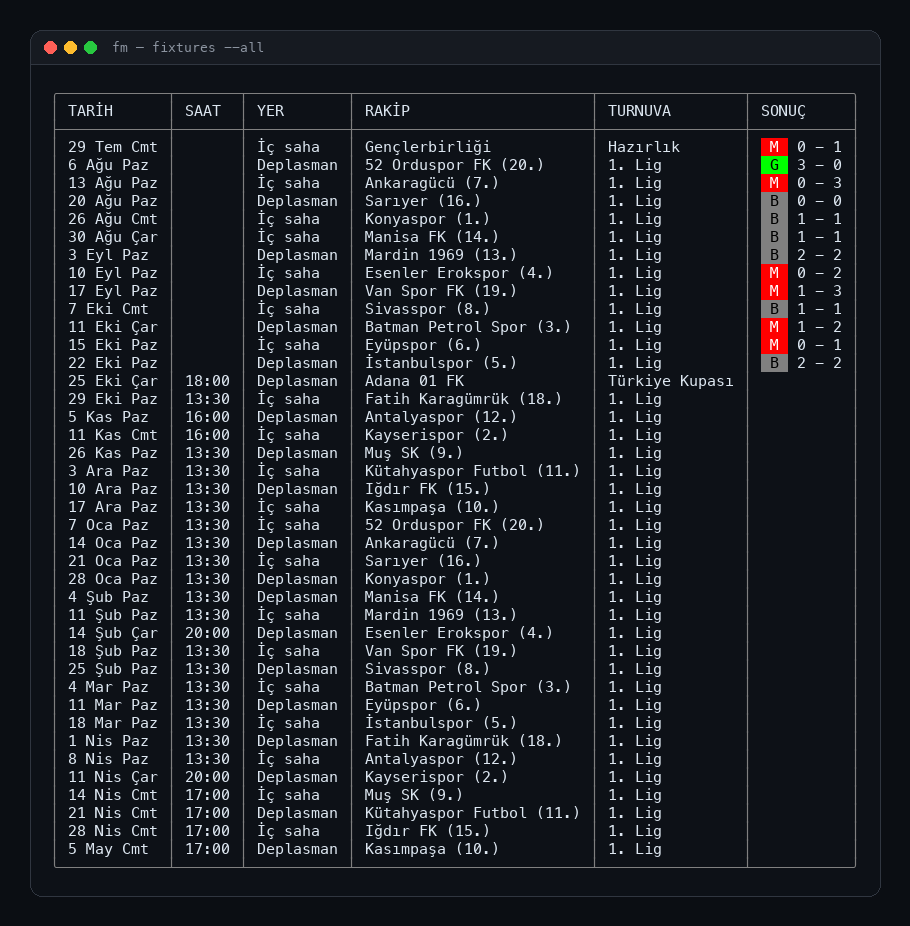 fm — fixtures --all
TARİH SAAT YER RAKİP TURNUVA SONUÇ
29 Tem Cmt İç saha Gençlerbirliği Hazırlık M 0 – 1
6 Ağu Paz Deplasman 52 Orduspor FK (20.) 1. Lig G 3 – 0
13 Ağu Paz İç saha Ankaragücü (7.) 1. Lig M 0 – 3
20 Ağu Paz Deplasman Sarıyer (16.) 1. Lig B 0 – 0
26 Ağu Cmt İç saha Konyaspor (1.) 1. Lig B 1 – 1
30 Ağu Çar İç saha Manisa FK (14.) 1. Lig B 1 – 1
3 Eyl Paz Deplasman Mardin 1969 (13.) 1. Lig B 2 – 2
10 Eyl Paz İç saha Esenler Erokspor (4.) 1. Lig M 0 – 2
17 Eyl Paz Deplasman Van Spor FK (19.) 1. Lig M 1 – 3
7 Eki Cmt İç saha Sivasspor (8.) 1. Lig B 1 – 1
11 Eki Çar Deplasman Batman Petrol Spor (3.) 1. Lig M 1 – 2
15 Eki Paz İç saha Eyüpspor (6.) 1. Lig M 0 – 1
22 Eki Paz Deplasman İstanbulspor (5.) 1. Lig B 2 – 2
25 Eki Çar 18:00 Deplasman Adana 01 FK Türkiye Kupası
29 Eki Paz 13:30 İç saha Fatih Karagümrük (18.) 1. Lig
5 Kas Paz 16:00 Deplasman Antalyaspor (12.) 1. Lig
11 Kas Cmt 16:00 İç saha Kayserispor (2.) 1. Lig
26 Kas Paz 13:30 Deplasman Muş SK (9.) 1. Lig
3 Ara Paz 13:30 İç saha Kütahyaspor Futbol (11.) 1. Lig
10 Ara Paz 13:30 Deplasman Iğdır FK (15.) 1. Lig
17 Ara Paz 13:30 İç saha Kasımpaşa (10.) 1. Lig
7 Oca Paz 13:30 İç saha 52 Orduspor FK (20.) 1. Lig
14 Oca Paz 13:30 Deplasman Ankaragücü (7.) 1. Lig
21 Oca Paz 13:30 İç saha Sarıyer (16.) 1. Lig
28 Oca Paz 13:30 Deplasman Konyaspor (1.) 1. Lig
4 Şub Paz 13:30 Deplasman Manisa FK (14.) 1. Lig
11 Şub Paz 13:30 İç saha Mardin 1969 (13.) 1. Lig
14 Şub Çar 20:00 Deplasman Esenler Erokspor (4.) 1. Lig
18 Şub Paz 13:30 İç saha Van Spor FK (19.) 1. Lig
25 Şub Paz 13:30 Deplasman Sivasspor (8.) 1. Lig
4 Mar Paz 13:30 İç saha Batman Petrol Spor (3.) 1. Lig
11 Mar Paz 13:30 Deplasman Eyüpspor (6.) 1. Lig
18 Mar Paz 13:30 İç saha İstanbulspor (5.) 1. Lig
1 Nis Paz 13:30 Deplasman Fatih Karagümrük (18.) 1. Lig
8 Nis Paz 13:30 İç saha Antalyaspor (12.) 1. Lig
11 Nis Çar 20:00 Deplasman Kayserispor (2.) 1. Lig
14 Nis Cmt 17:00 İç saha Muş SK (9.) 1. Lig
21 Nis Cmt 17:00 Deplasman Kütahyaspor Futbol (11.) 1. Lig
28 Nis Cmt 17:00 İç saha Iğdır FK (15.) 1. Lig
5 May Cmt 17:00 Deplasman Kasımpaşa (10.) 1. Lig